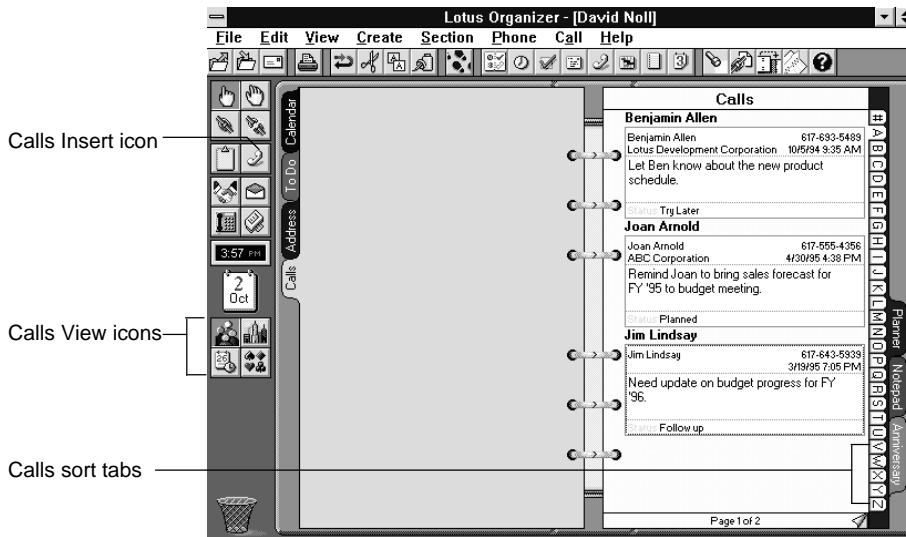 Lotus Organizer - [David Noll]
File Edit View Create Section Phone Call Help
Calls Insert icon
Calls View icons
Calls sort tabs
3:57 PM
2
Oct
26
3
Calendar
To Do
Address
Calls
Calls
Benjamin Allen
Benjamin Allen 617-693-5489
Lotus Development Corporation 10/5/94 9:35 AM
Let Ben know about the new product
schedule.
Status Try Later
Joan Arnold
Joan Arnold 617-555-4356
ABC Corporation 4/30/95 4:38 PM
Remind Joan to bring sales forecast for
FY '95 to budget meeting.
Status Planned
Jim Lindsay
Jim Lindsay 617-643-5939
3/19/95 7:05 PM
Need update on budget progress for FY
'96.
Status Follow up
Page 1 of 2
#
A
B
C
D
E
F
G
H
I
J
K
L
M
N
O
P
Q
R
S
T
U
V
W
X
Y
Z
Planner
Notepad
Anniversary